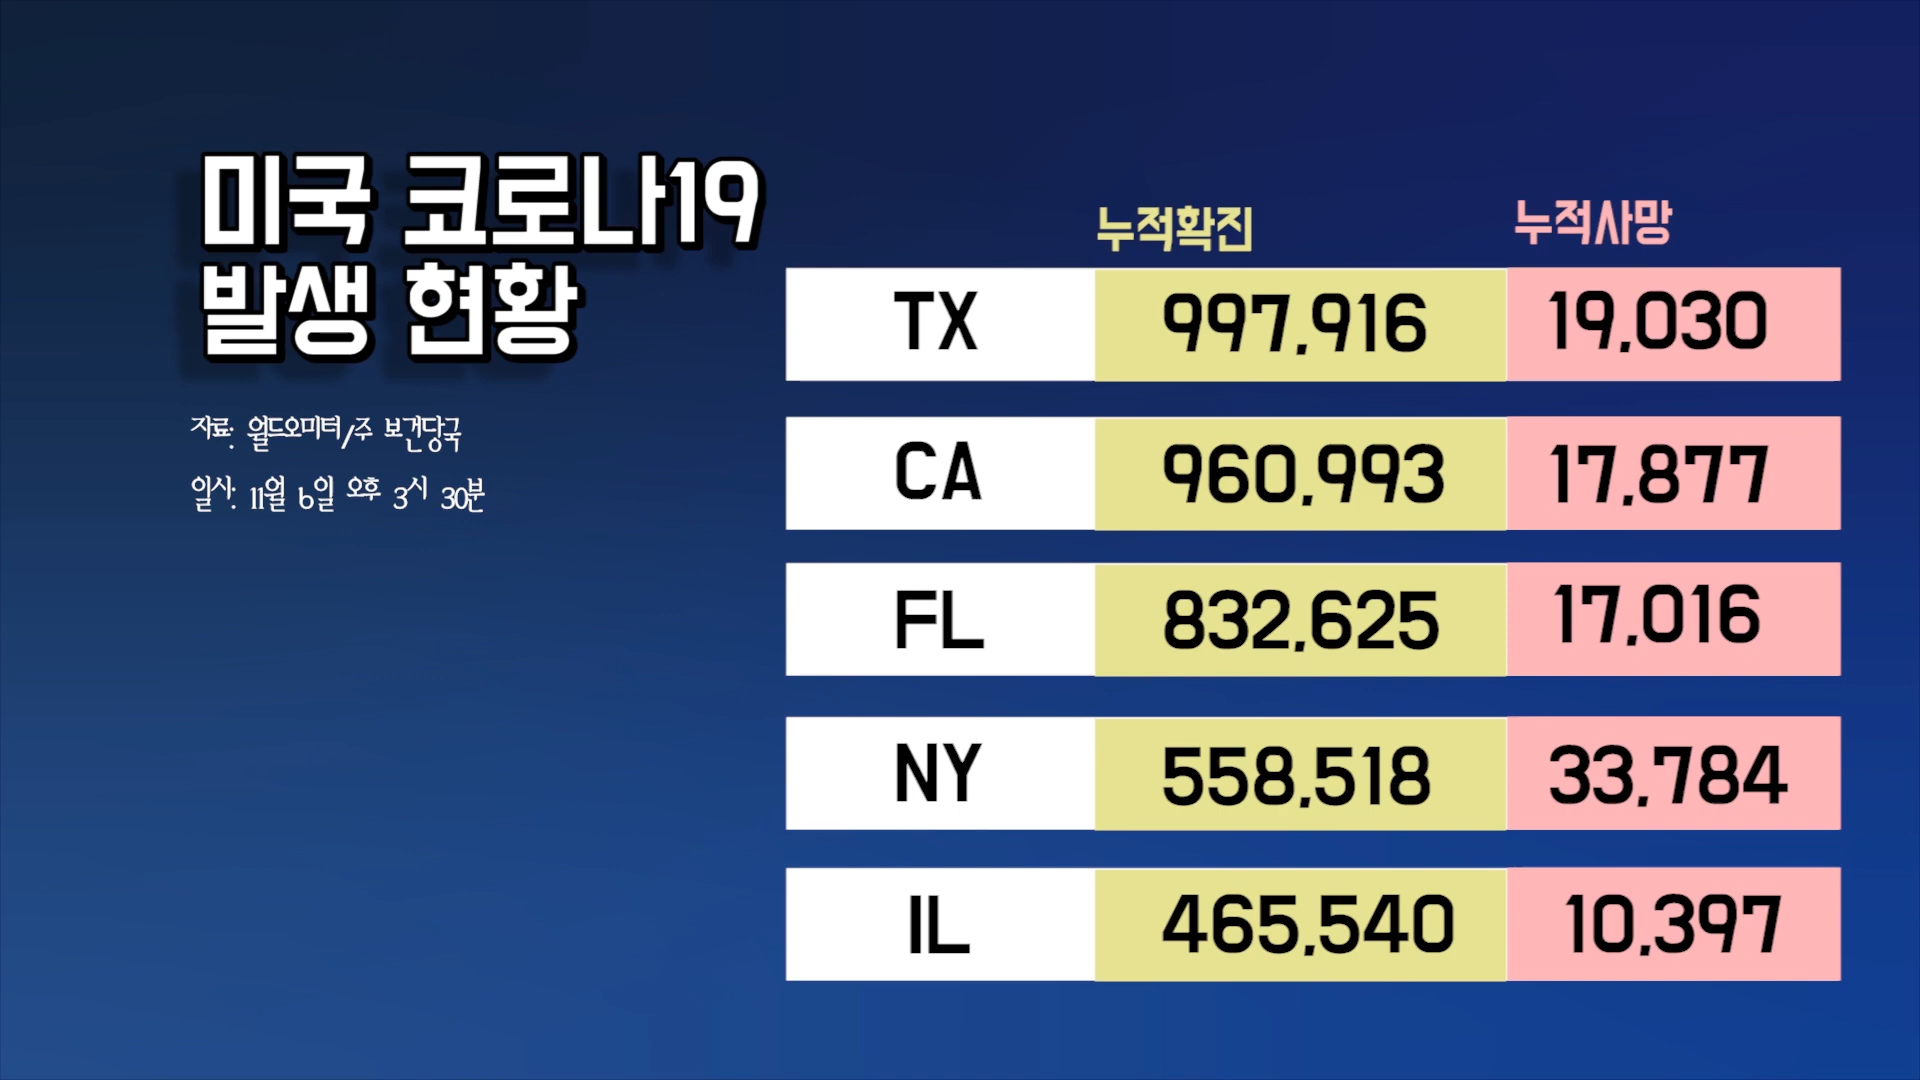 미국 코로나19
발생 현황
자료: 월드오미터/주 보건당국
일시: 11월 6일 오후 3시 30분
누적확진 누적사망
TX 997,916 19,030
CA 960,993 17,877
FL 832,625 17,016
NY 558,518 33,784
IL 465,540 10,397